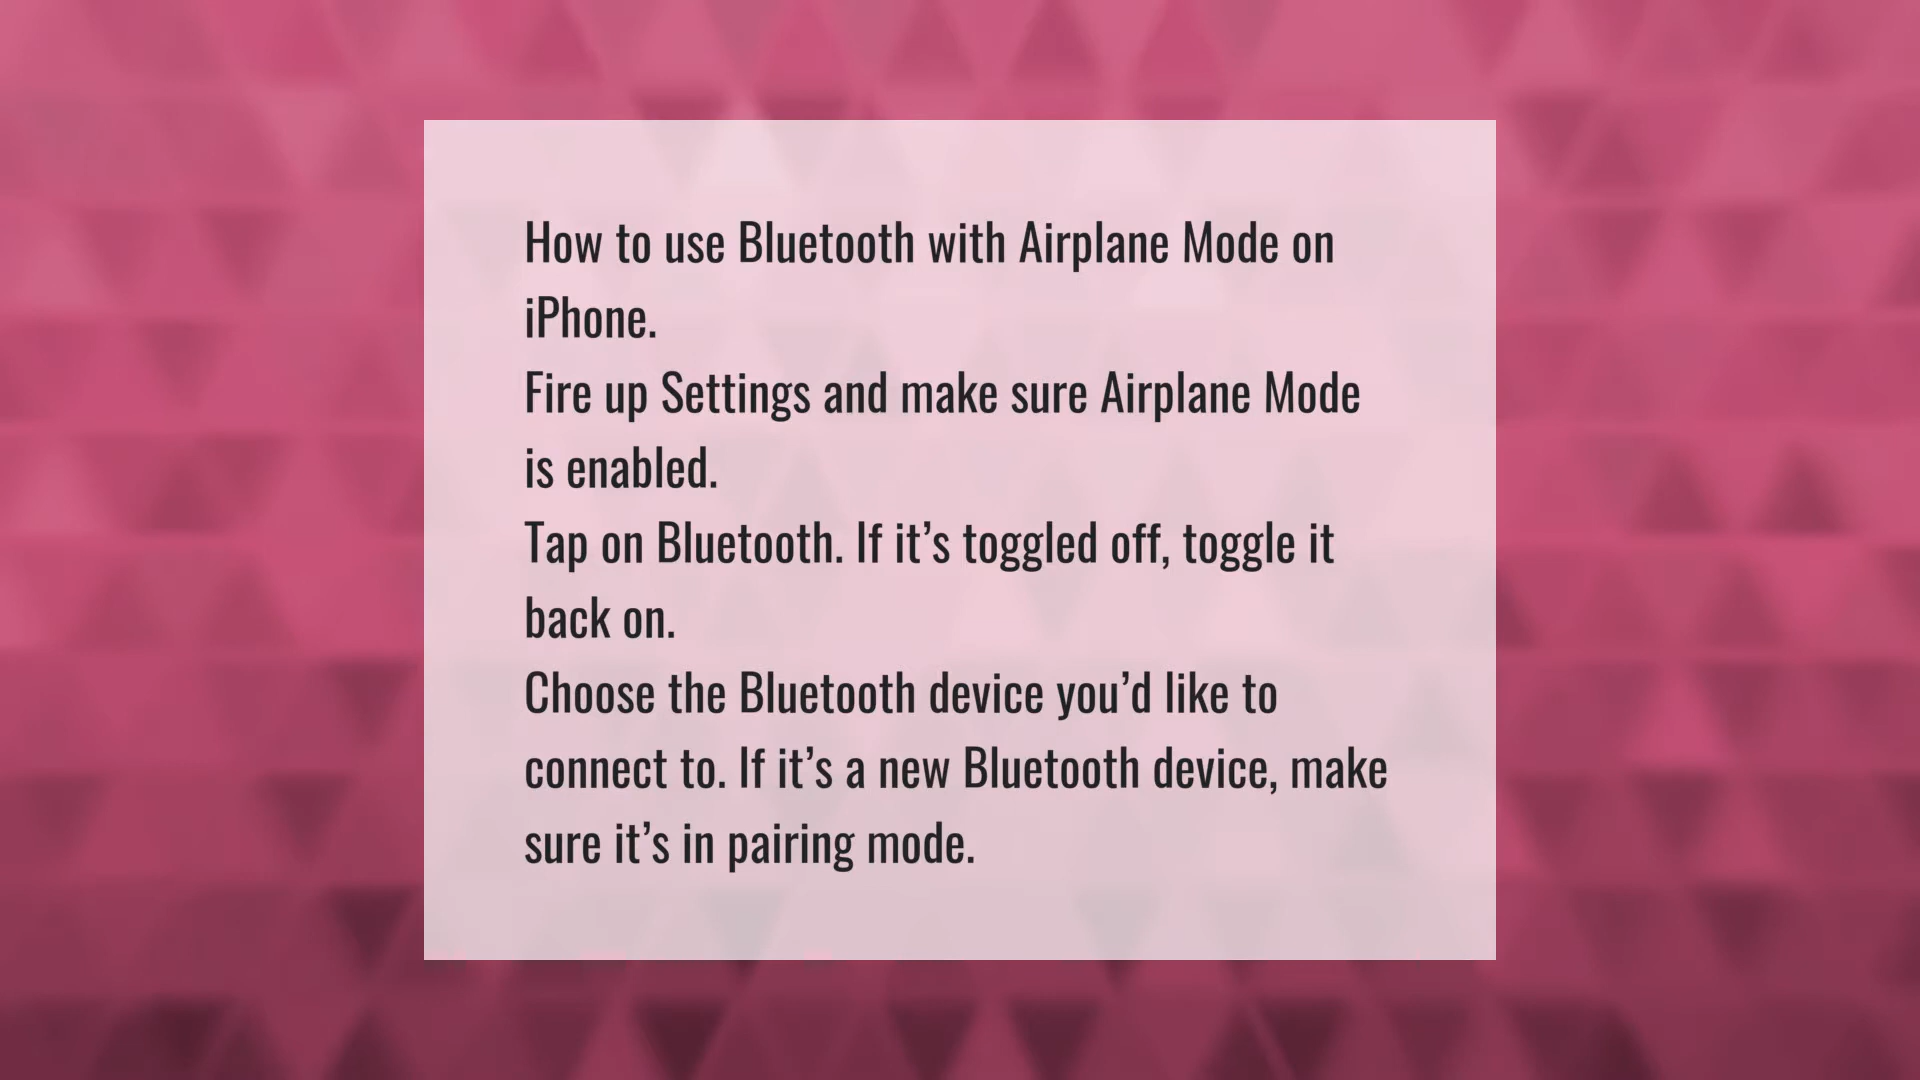 How to use Bluetooth with Airplane Mode on
iPhone.
Fire up Settings and make sure Airplane Mode
is enabled.
Tap on Bluetooth. If it’s toggled off, toggle it
back on.
Choose the Bluetooth device you’d like to
connect to. If it’s a new Bluetooth device, make
sure it’s in pairing mode.